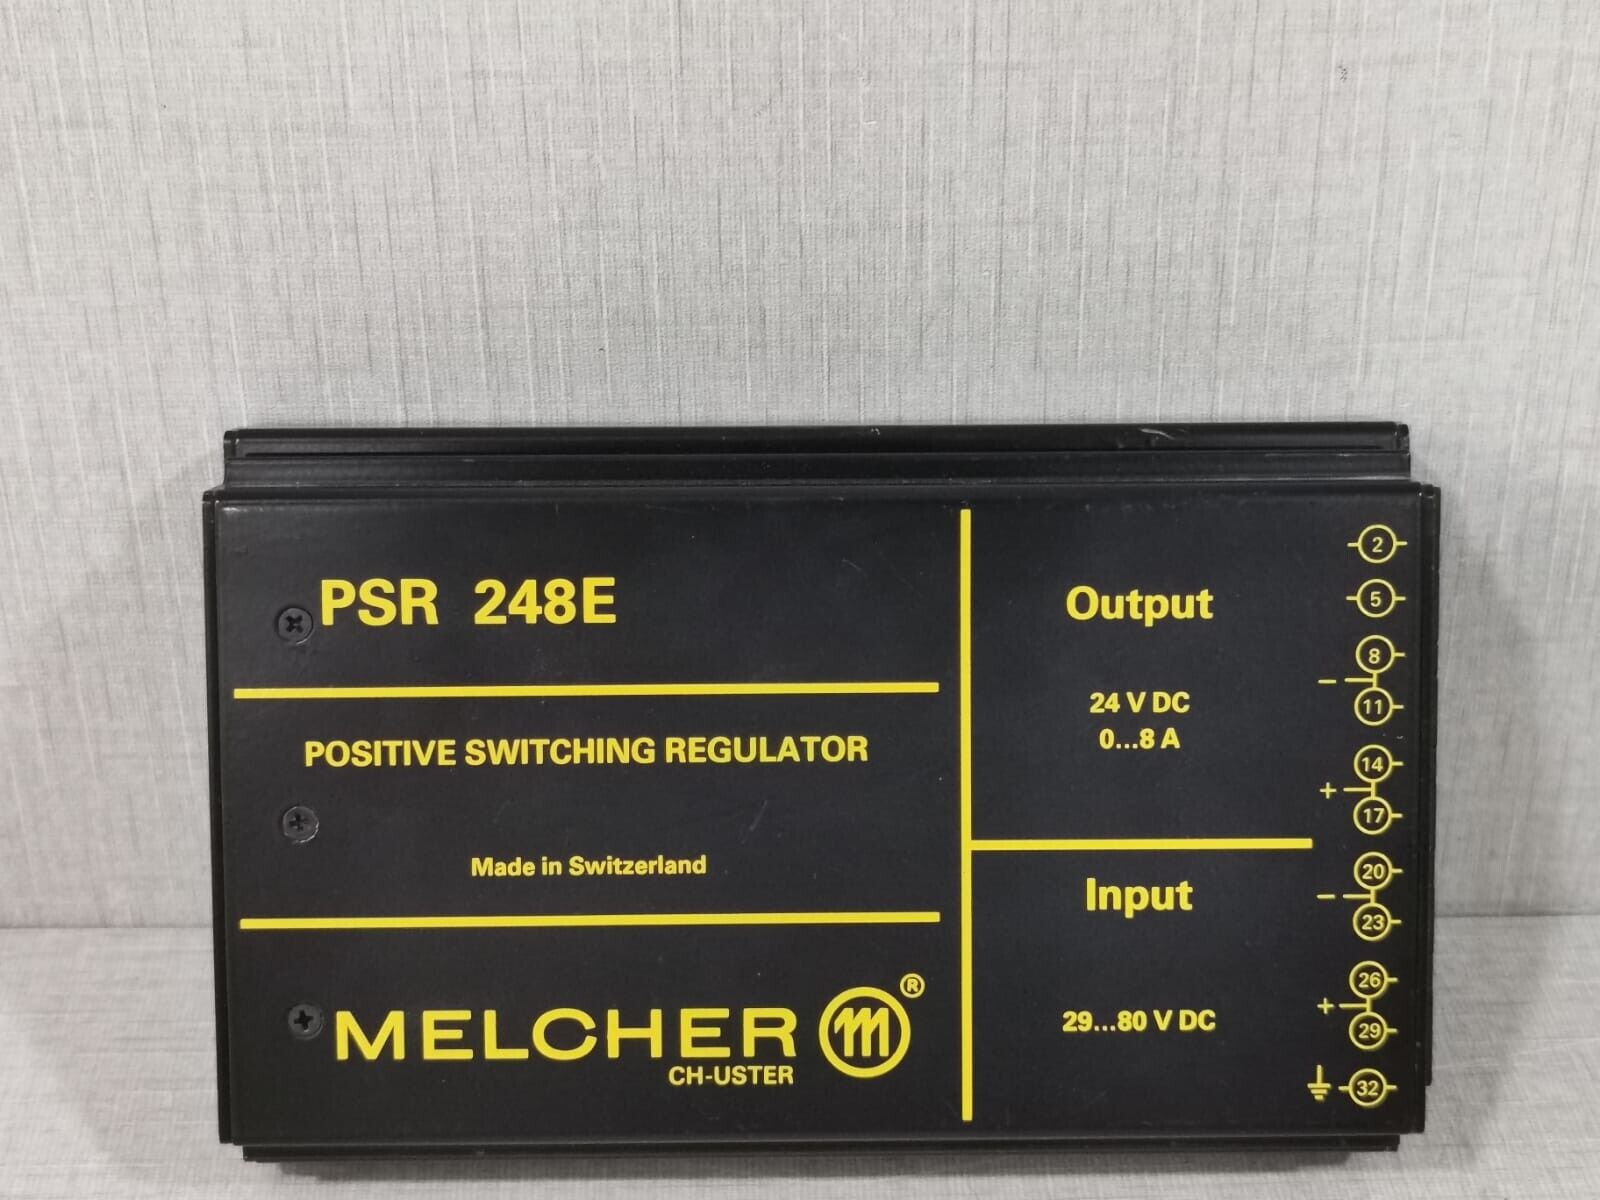 PSR 248E
POSITIVE SWITCHING REGULATOR
Made in Switzerland
MELCHER m ®
CH-USTER
Output
24 V DC
0...8 A
Input
29...80 V DC
2
5
8
−
11
14
+
17
20
−
23
26
+
29
32